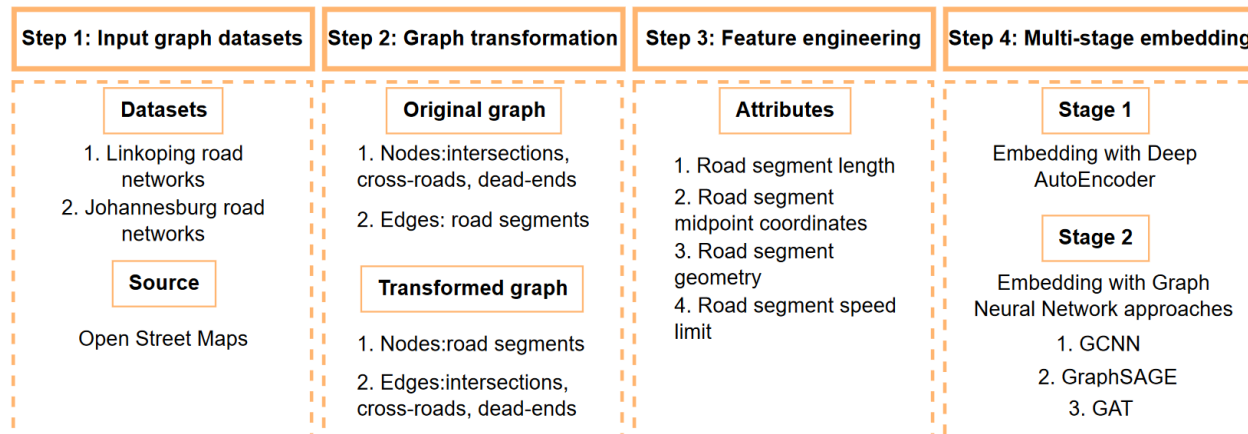 Step 1: Input graph datasets
Datasets
1. Linkoping road
networks
2. Johannesburg road
networks
Source
Open Street Maps
Step 2: Graph transformation
Original graph
1. Nodes:intersections,
cross-roads, dead-ends
2. Edges: road segments
Transformed graph
1. Nodes:road segments
2. Edges:intersections,
cross-roads, dead-ends
Step 3: Feature engineering
Attributes
1. Road segment length
2. Road segment
midpoint coordinates
3. Road segment
geometry
4. Road segment speed
limit
Step 4: Multi-stage embedding
Stage 1
Embedding with Deep
AutoEncoder
Stage 2
Embedding with Graph
Neural Network approaches
1. GCNN
2. GraphSAGE
3. GAT